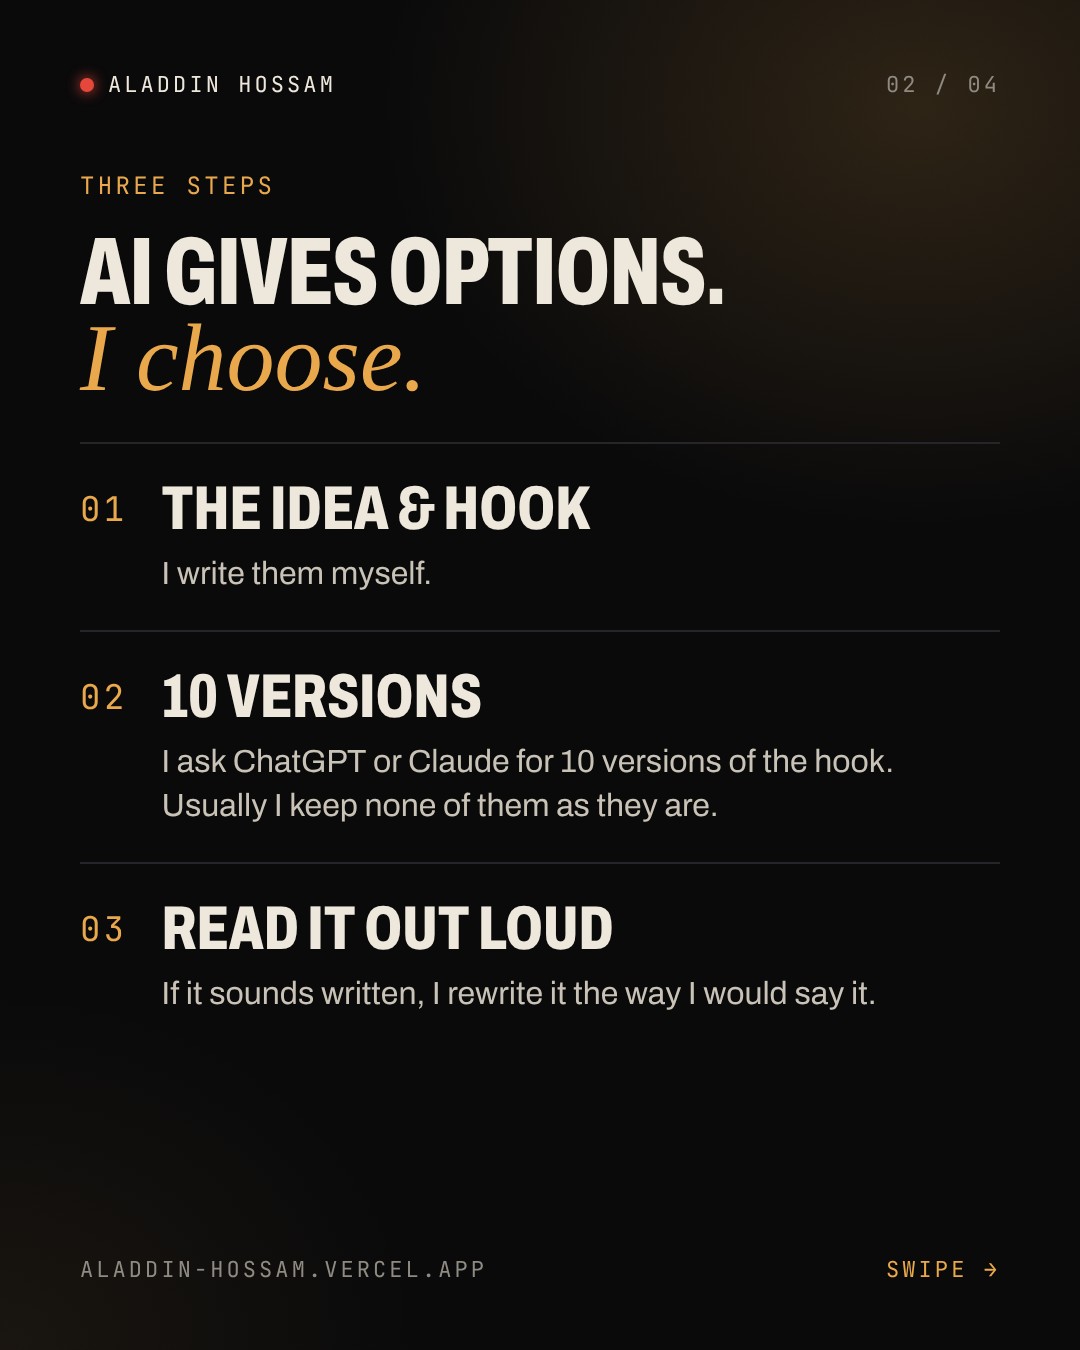 ALADDIN HOSSAM
02 / 04
THREE STEPS
AI GIVES OPTIONS.
I choose.
01 THE IDEA & HOOK
I write them myself.
02 10 VERSIONS
I ask ChatGPT or Claude for 10 versions of the hook.
Usually I keep none of them as they are.
03 READ IT OUT LOUD
If it sounds written, I rewrite it the way I would say it.
ALADDIN-HOSSAM.VERCEL.APP
SWIPE →